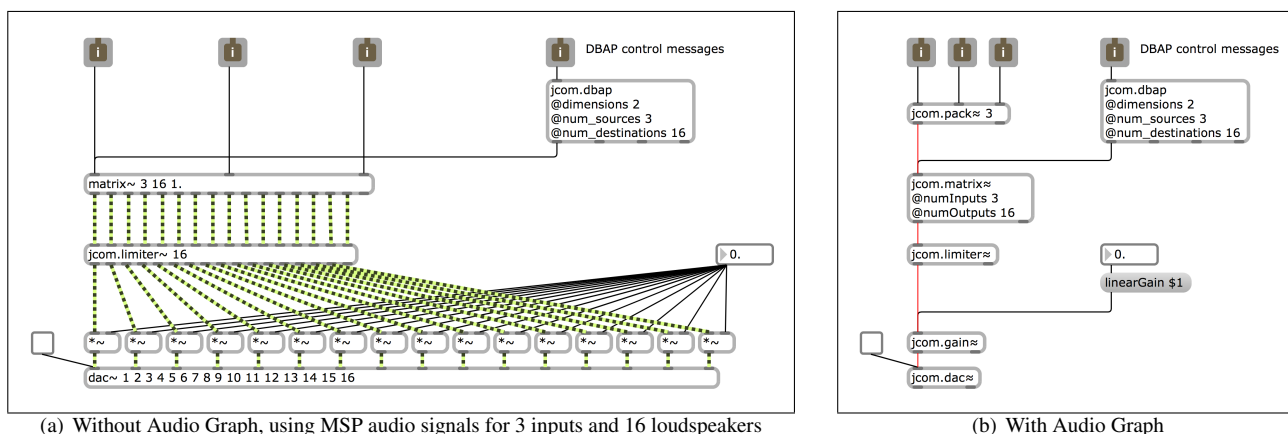 i
i
i
i
DBAP control messages
jcom.dbap
@dimensions 2
@num_sources 3
@num_destinations 16
matrix~ 3 16 1.
jcom.limiter~ 16
0.
*~ *~ *~ *~ *~ *~ *~ *~ *~ *~ *~ *~ *~ *~ *~ *~
dac~ 1 2 3 4 5 6 7 8 9 10 11 12 13 14 15 16
(a) Without Audio Graph, using MSP audio signals for 3 inputs and 16 loudspeakers
i
i
i
i
DBAP control messages
jcom.pack≈ 3
jcom.dbap
@dimensions 2
@num_sources 3
@num_destinations 16
jcom.matrix≈
@numInputs 3
@numOutputs 16
jcom.limiter≈
0.
linearGain $1
jcom.gain≈
jcom.dac≈
(b) With Audio Graph